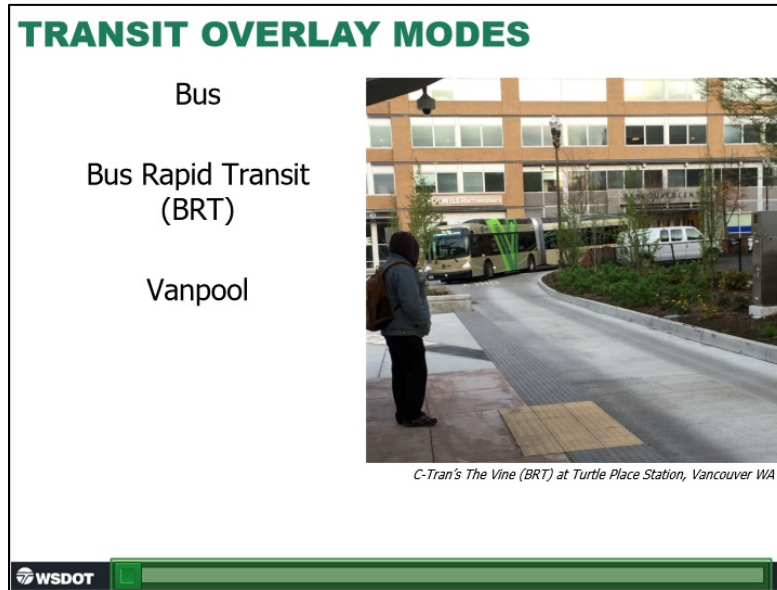 TRANSIT OVERLAY MODES
Bus
Bus Rapid Transit
(BRT)
Vanpool
C-Tran's The Vine (BRT) at Turtle Place Station, Vancouver WA
WSDOT